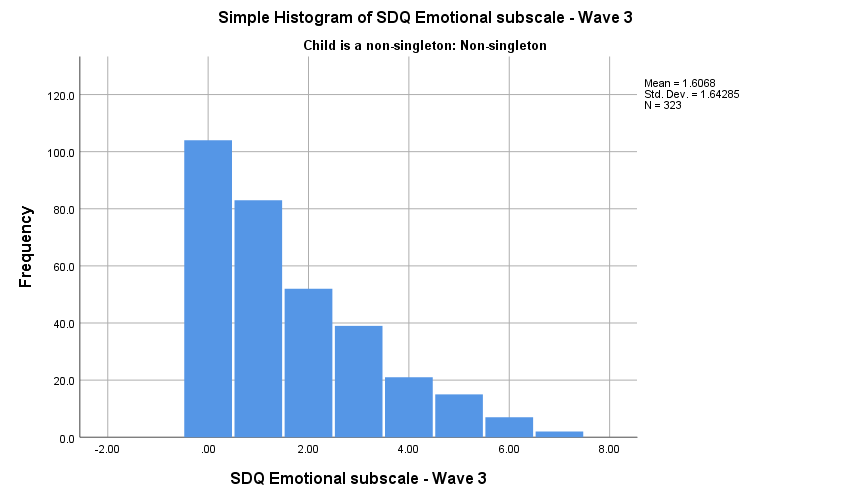 Simple Histogram of SDQ Emotional subscale - Wave 3
Child is a non-singleton: Non-singleton
Mean = 1.6068
Std. Dev. = 1.64285
N = 323
120.0
100.0
80.0
60.0
40.0
20.0
0.0
Frequency
-2.00 .00 2.00 4.00 6.00 8.00
SDQ Emotional subscale - Wave 3